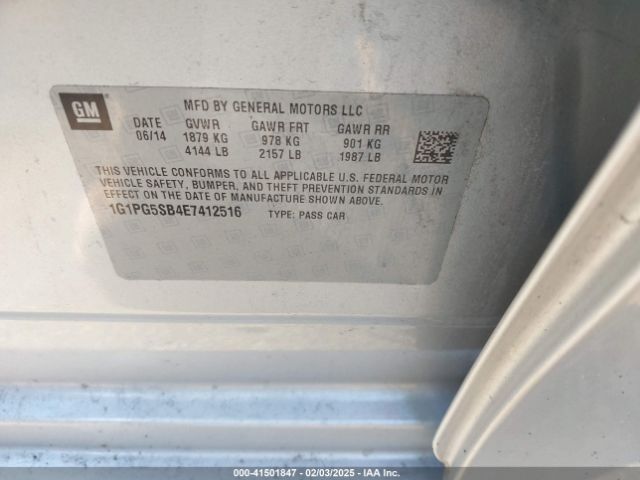 GM
MFD BY GENERAL MOTORS LLC
DATE GVWR GAWR FRT GAWR RR
06/14 1879 KG 978 KG 901 KG
4144 LB 2157 LB 1987 LB
THIS VEHICLE CONFORMS TO ALL APPLICABLE U.S. FEDERAL MOTOR
VEHICLE SAFETY, BUMPER, AND THEFT PREVENTION STANDARDS IN
EFFECT ON THE DATE OF MANUFACTURE SHOWN ABOVE.
1G1PG5SB4E7412516 TYPE: PASS CAR
000-41501847 - 02/03/2025 - IAA Inc.